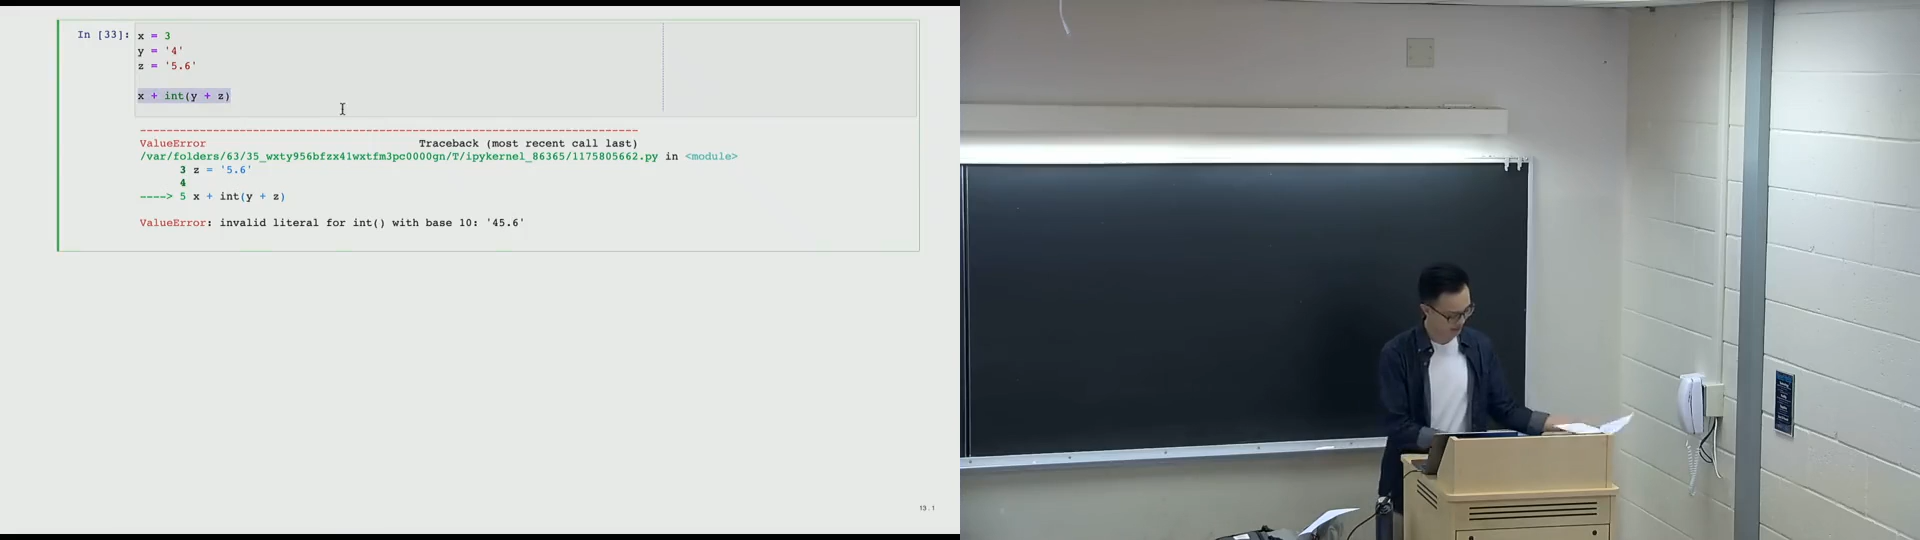 In [33]: x = 3
y = '4'
z = '5.6'
x + int(y + z)
---------------------------------------------------------------------------
ValueError Traceback (most recent call last)
/var/folders/63/35_wxty956bfzx41wxtfm3pc0000gn/T/ipykernel_86365/1175805662.py in <module>
3 z = '5.6'
4
----> 5 x + int(y + z)
ValueError: invalid literal for int() with base 10: '45.6'
13.1